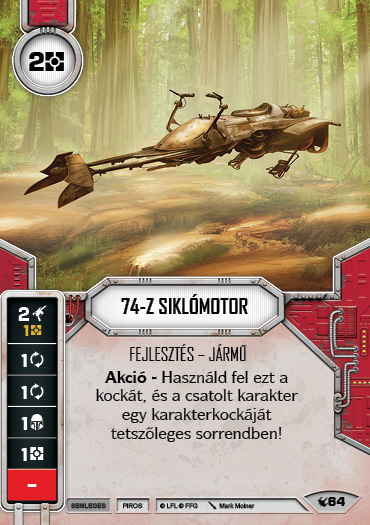 2
74-Z SIKLÓMOTOR
2
1
1
1
1
1
–
FEJLESZTÉS – JÁRMŰ
Akció - Használd fel ezt a
kockát, és a csatolt karakter
egy karakterkockáját
tetszőleges sorrendben!
SEMLEGES PIROS © LFL © FFG Mark Molnar
84